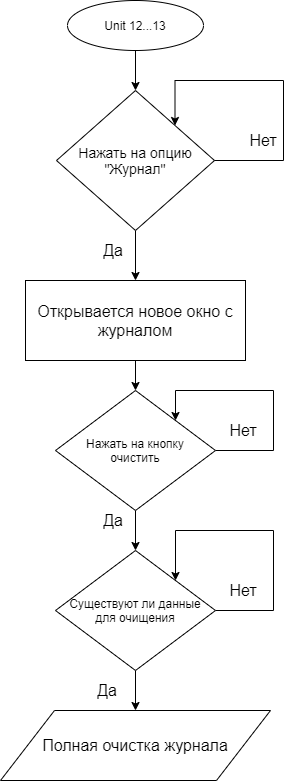 Unit 12...13
Нажать на опцию
"Журнал"
Нет
Да
Открывается новое окно с
журналом
Нажать на кнопку
очистить
Нет
Да
Существуют ли данные
для очищения
Нет
Да
Полная очистка журнала